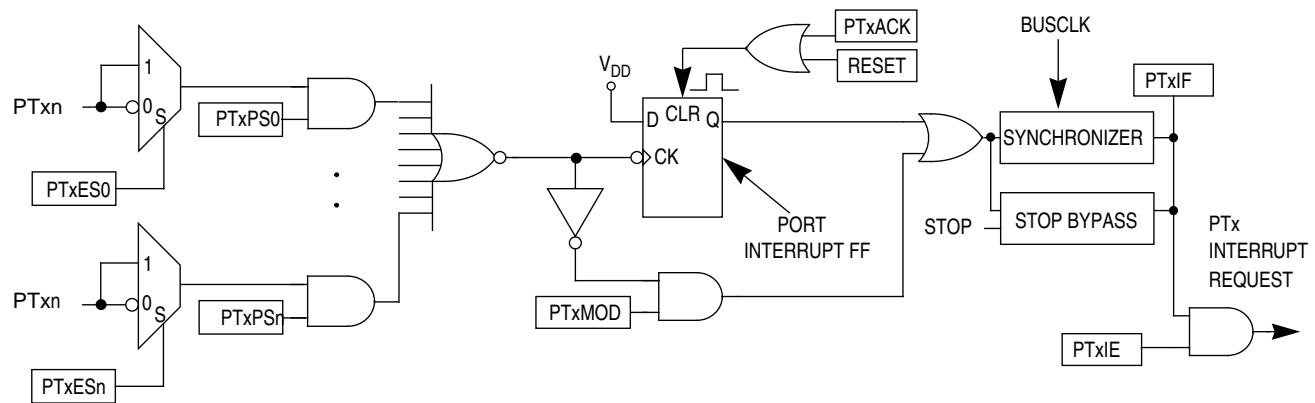 PTxn
1
0
S
PTxES0
PTxPS0
PTxn
1
0
S
PTxESn
PTxPSn
VDD
D
CLR
Q
CK
PTxACK
RESET
PORT
INTERRUPT FF
PTxMOD
BUSCLK
SYNCHRONIZER
STOP
STOP BYPASS
PTxIF
PTx
INTERRUPT
REQUEST
PTxIE